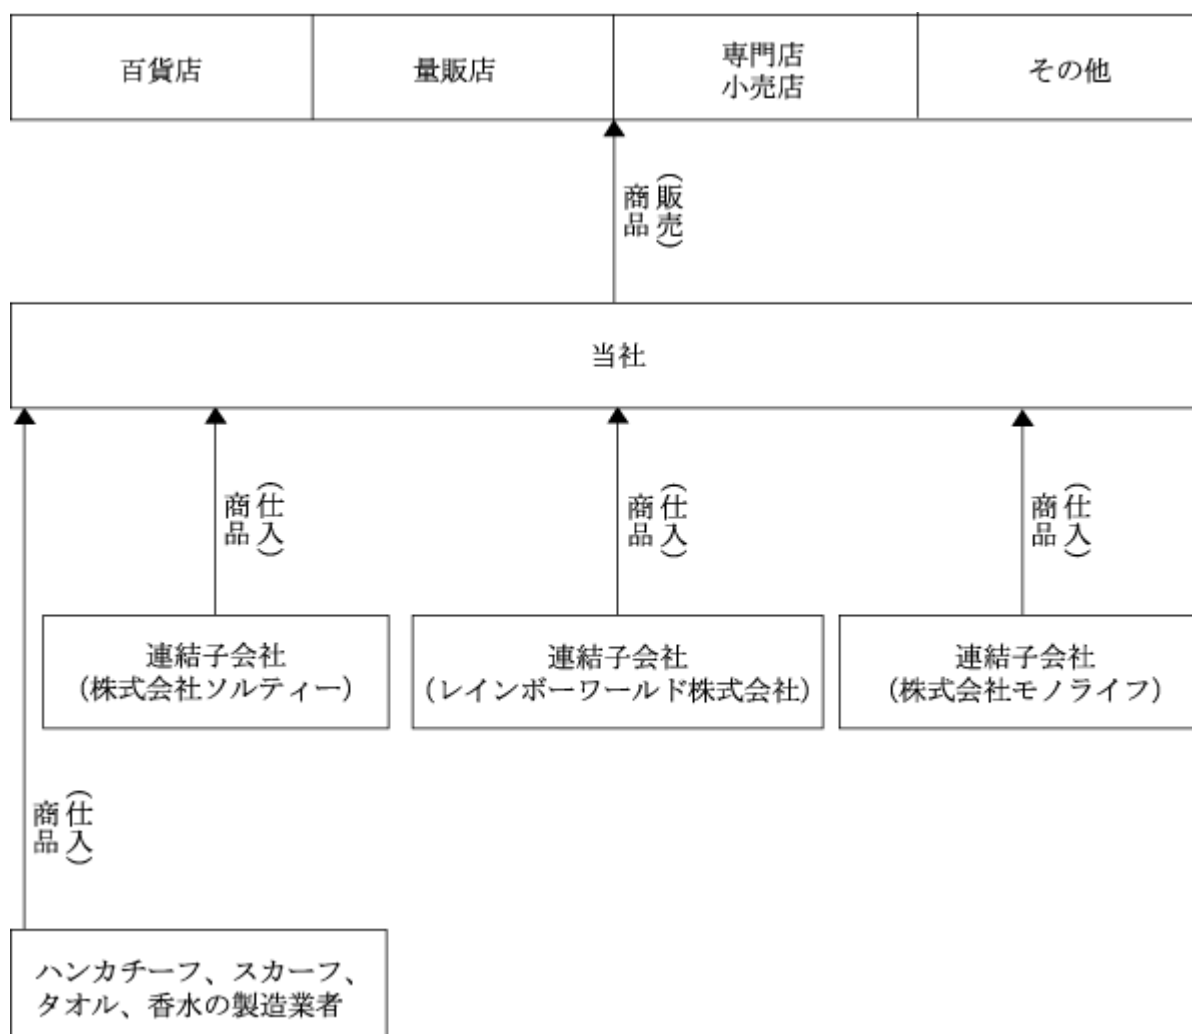 百貨店
量販店
専門店
小売店
その他
商品
(販売)
当社
商品
(仕入)
商品
(仕入)
商品
(仕入)
連結子会社
(株式会社ソルティー)
連結子会社
(レインボーワールド株式会社)
連結子会社
(株式会社モノライフ)
商品
(仕入)
ハンカチーフ、スカーフ、
タオル、香水の製造業者